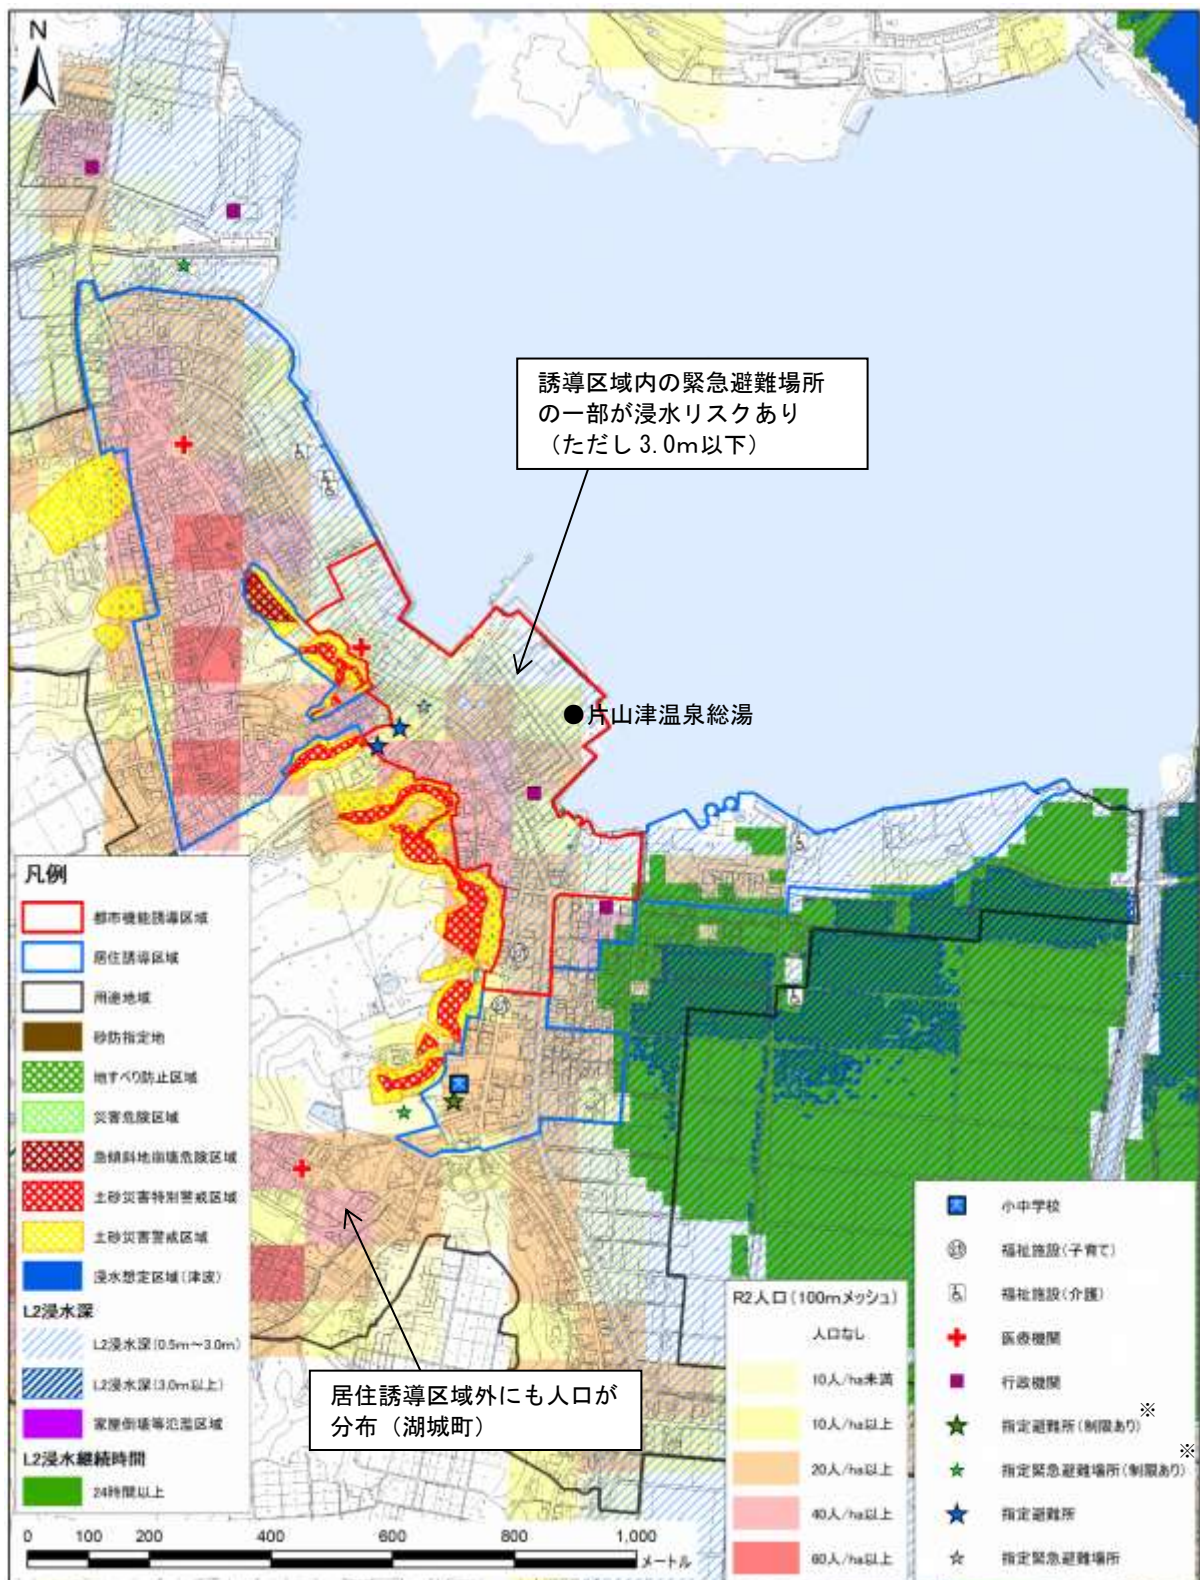 N
誘導区域内の緊急避難場所
の一部が浸水リスクあり
（ただし 3.0m以下）
●片山津温泉総湯
凡例
都市機能誘導区域
居住誘導区域
用途地域
砂防指定地
地すべり防止区域
災害危険区域
急傾斜地崩壊危険区域
土砂災害特別警戒区域
土砂災害警戒区域
浸水想定区域(津波)
L2浸水深
L2浸水深(0.5m～3.0m)
L2浸水深(3.0m以上)
家屋倒壊等氾濫区域
L2浸水継続時間
24時間以上
居住誘導区域外にも人口が
分布（湖城町）
R2人口(100mメッシュ)
人口なし
10人/ha未満
10人/ha以上
20人/ha以上
40人/ha以上
60人/ha以上
小中学校
福祉施設(子育て)
福祉施設(介護)
医療機関
行政機関
指定避難所(制限あり)※
指定緊急避難場所(制限あり)※
指定避難所
指定緊急避難場所
0 100 200 400 600 800 1,000
メートル